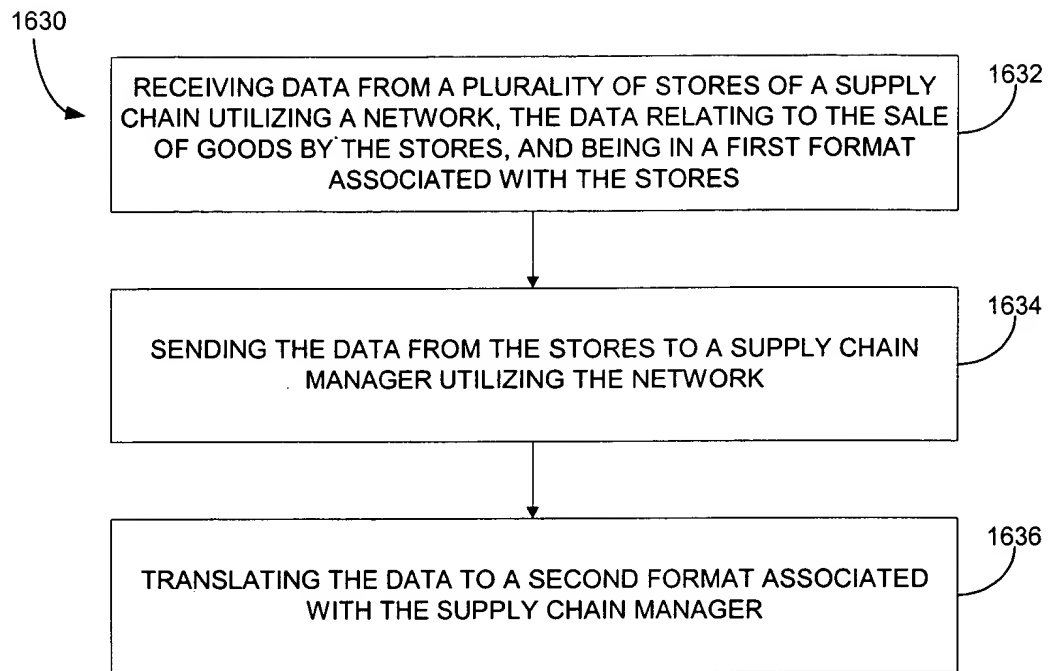 1630
RECEIVING DATA FROM A PLURALITY OF STORES OF A SUPPLY
CHAIN UTILIZING A NETWORK, THE DATA RELATING TO THE SALE
OF GOODS BY THE STORES, AND BEING IN A FIRST FORMAT
ASSOCIATED WITH THE STORES
1632
SENDING THE DATA FROM THE STORES TO A SUPPLY CHAIN
MANAGER UTILIZING THE NETWORK
1634
TRANSLATING THE DATA TO A SECOND FORMAT ASSOCIATED
WITH THE SUPPLY CHAIN MANAGER
1636